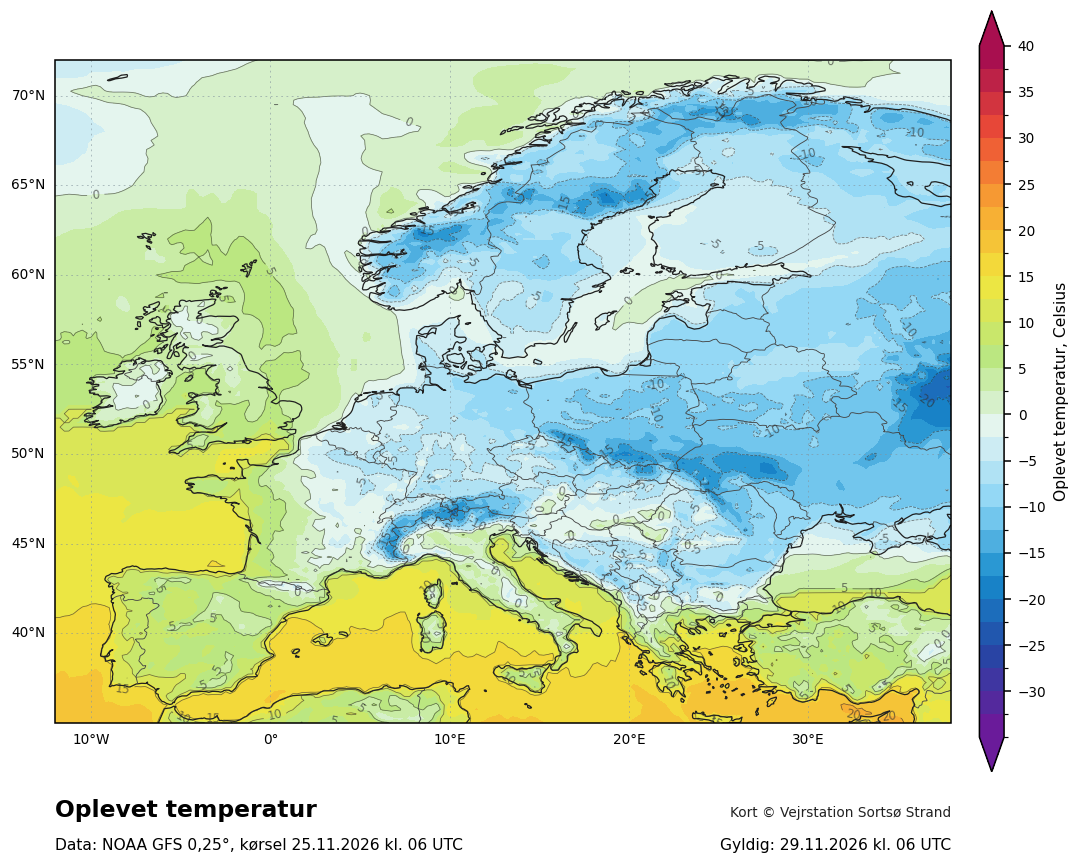 40
35
30
25
20
15
10
5
0
−5
−10
−15
−20
−25
−30
Oplevet temperatur, Celsius
70°N
65°N
60°N
55°N
50°N
45°N
40°N
10°W
0°
10°E
20°E
30°E
Oplevet temperatur
Kort © Vejrstation Sortsø Strand
Data: NOAA GFS 0,25°, kørsel 25.11.2026 kl. 06 UTC
Gyldig: 29.11.2026 kl. 06 UTC